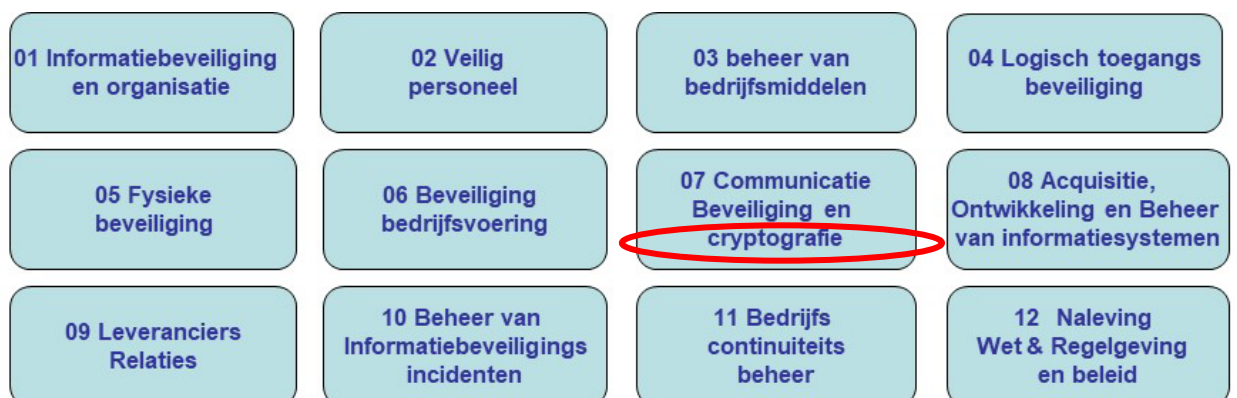 01 Informatiebeveiliging
en organisatie
02 Veilig
personeel
03 beheer van
bedrijfsmiddelen
04 Logisch toegangs
beveiliging
05 Fysieke
beveiliging
06 Beveiliging
bedrijfsvoering
07 Communicatie
Beveiliging en
cryptografie
08 Acquisitie,
Ontwikkeling en Beheer
van informatiesystemen
09 Leveranciers
Relaties
10 Beheer van
Informatiebeveiligings
incidenten
11 Bedrijfs
continuiteits
beheer
12 Naleving
Wet & Regelgeving
en beleid